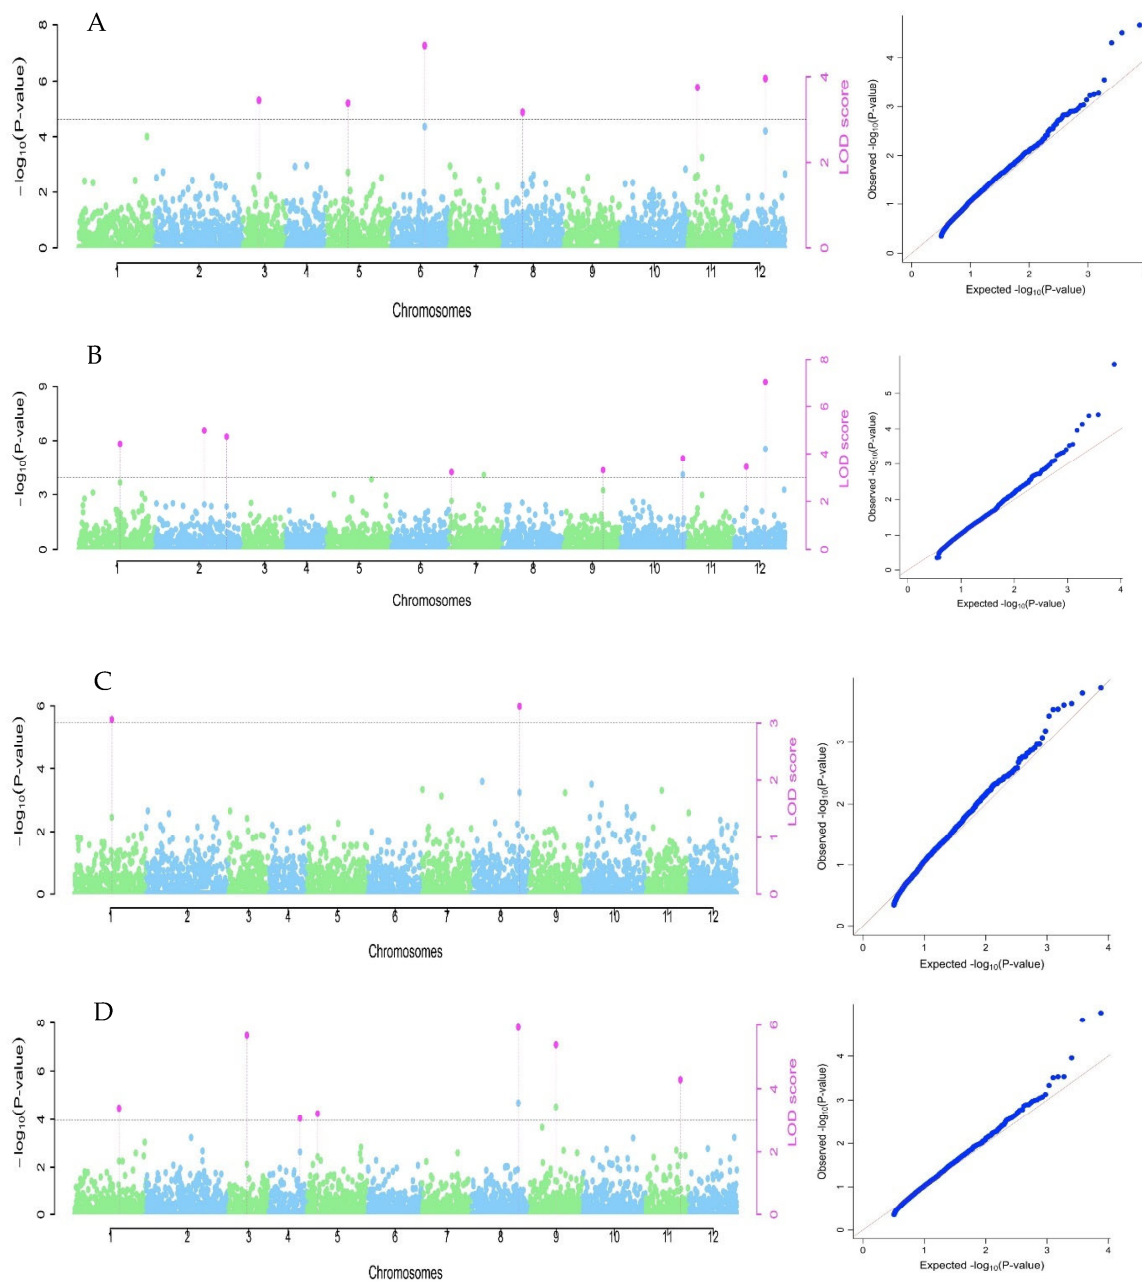 A
−log10(P-value)
8
6
4
2
0
LOD score
4
2
0
1 2 3 4 5 6 7 8 9 10 11 12
Chromosomes
Observed -log10(P-value)
4
3
2
1
0
0 1 2 3
Expected -log10(P-value)
B
−log10(P-value)
9
6
3
0
LOD score
8
6
4
2
0
1 2 3 4 5 6 7 8 9 10 11 12
Chromosomes
Observed -log10(P-value)
5
4
3
2
1
0
0 1 2 3 4
Expected -log10(P-value)
C
−log10(P-value)
6
4
2
0
LOD score
3
2
1
0
1 2 3 4 5 6 7 8 9 10 11 12
Chromosomes
Observed -log10(P-value)
3
2
1
0
0 1 2 3 4
Expected -log10(P-value)
D
−log10(P-value)
8
6
4
2
0
LOD score
6
4
2
0
1 2 3 4 5 6 7 8 9 10 11 12
Chromosomes
Observed -log10(P-value)
4
3
2
1
0
0 1 2 3 4
Expected -log10(P-value)